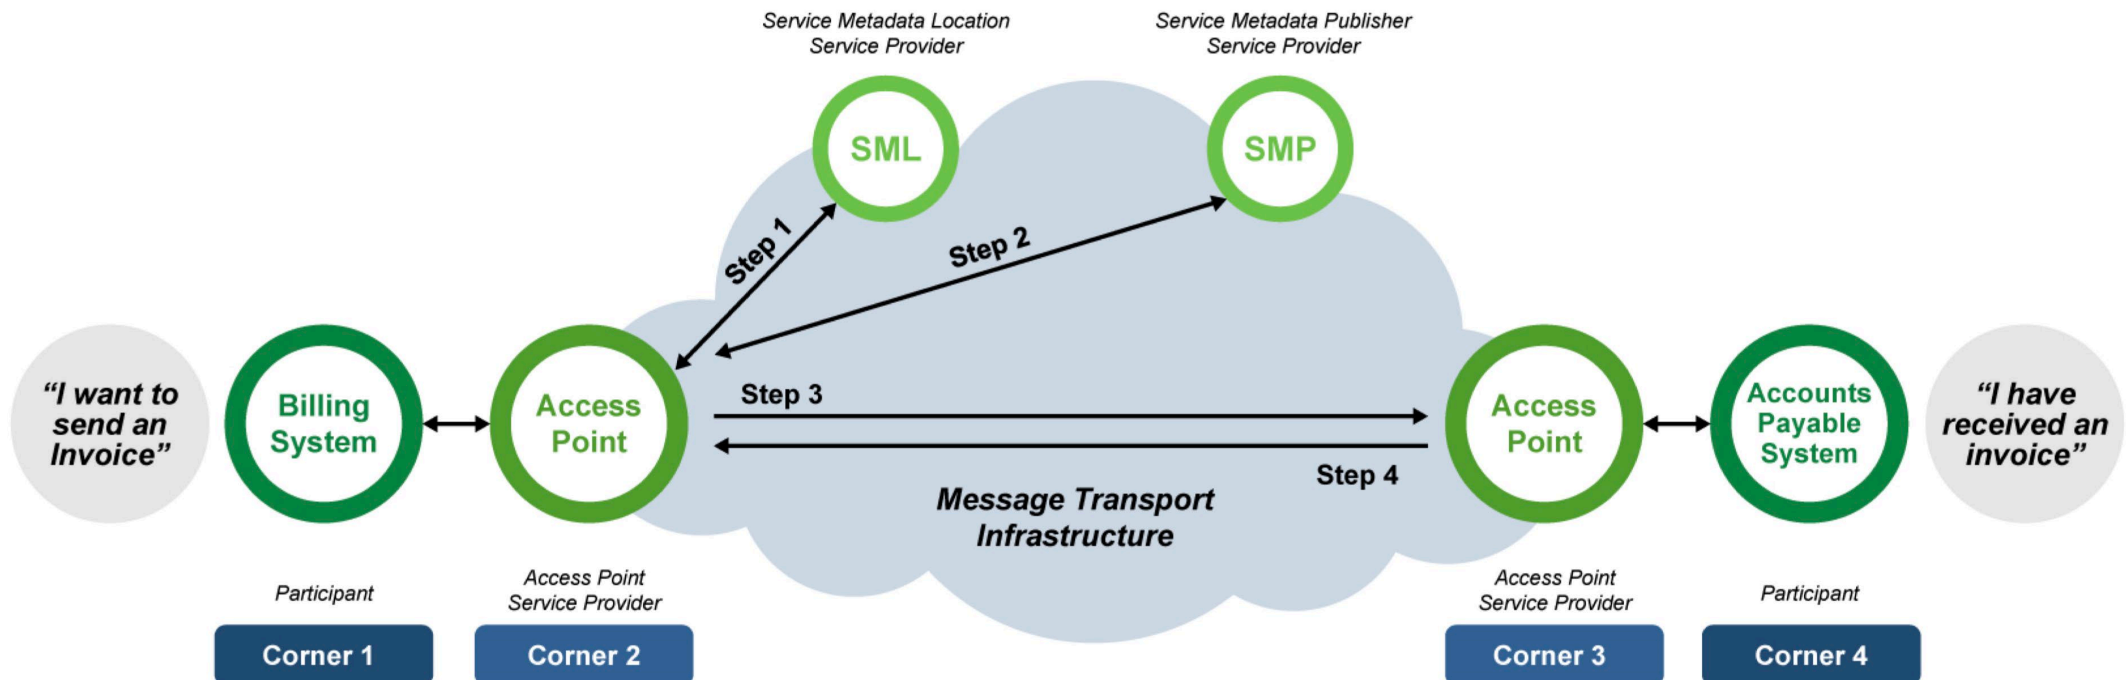 Service Metadata Location
Service Provider
Service Metadata Publisher
Service Provider
SML
SMP
Step 1
Step 2
“I want to
send an
Invoice”
Billing
System
Access
Point
Step 3
Step 4
Message Transport
Infrastructure
Access
Point
Accounts
Payable
System
“I have
received an
invoice”
Participant
Access Point
Service Provider
Access Point
Service Provider
Participant
Corner 1
Corner 2
Corner 3
Corner 4